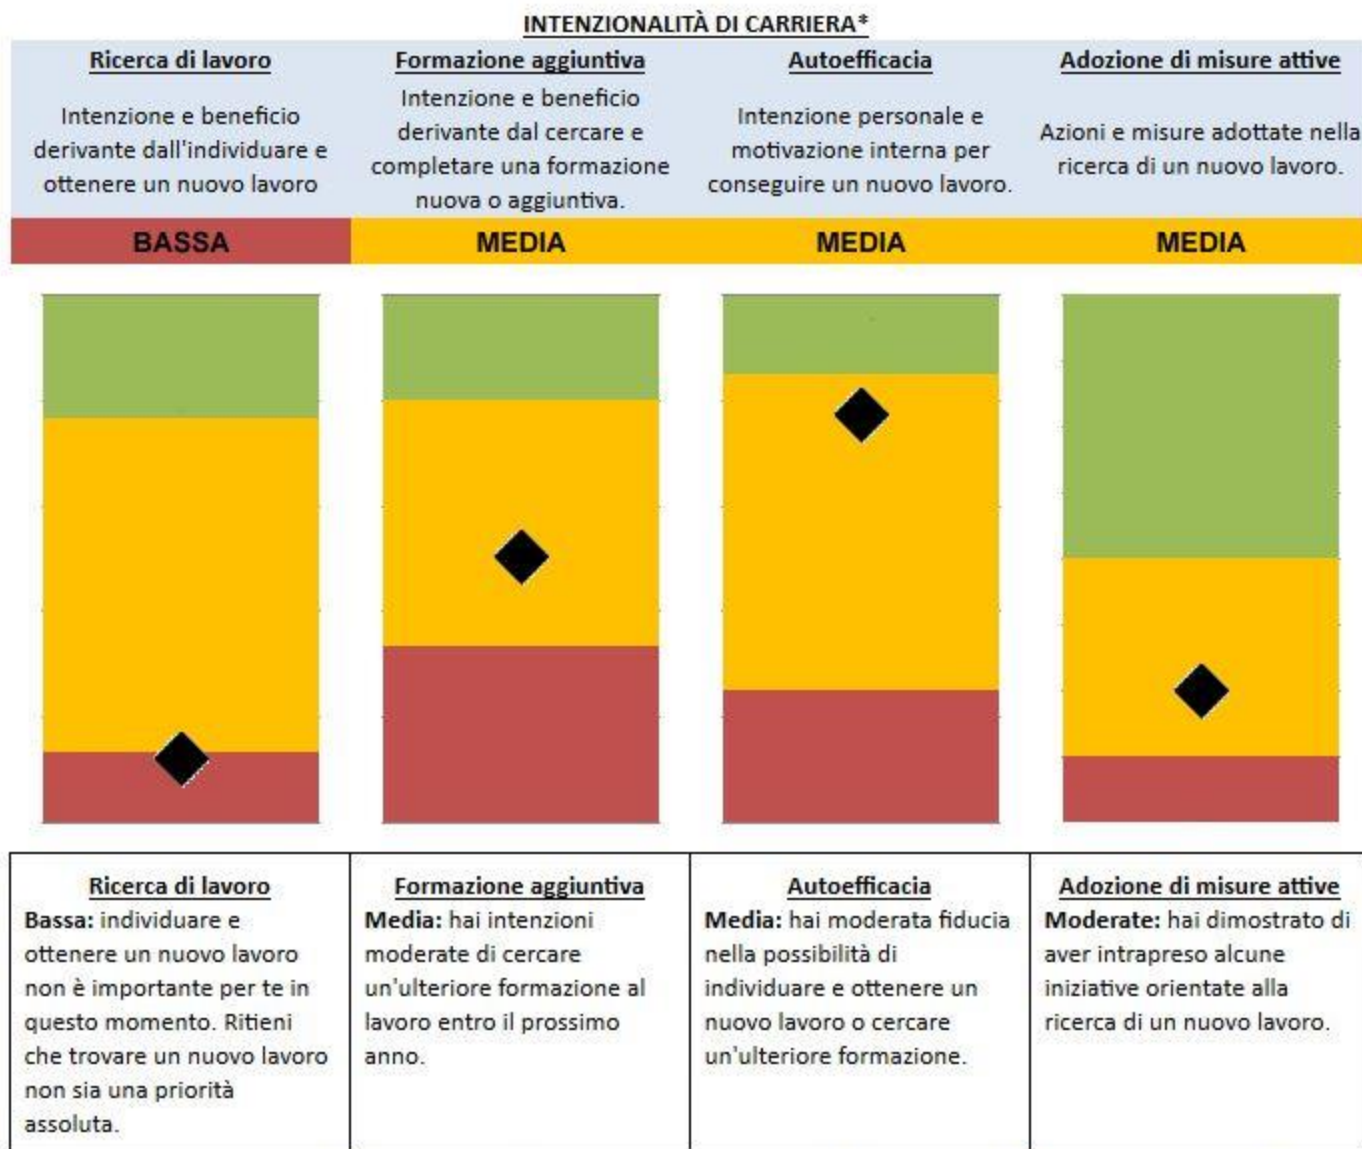 INTENZIONALITÀ DI CARRIERA*
Ricerca di lavoro
Intenzione e beneficio
derivante dall'individuare e
ottenere un nuovo lavoro
Formazione aggiuntiva
Intenzione e beneficio
derivante dal cercare e
completare una formazione
nuova o aggiuntiva.
Autoefficacia
Intenzione personale e
motivazione interna per
conseguire un nuovo lavoro.
Adozione di misure attive
Azioni e misure adottate nella
ricerca di un nuovo lavoro.
BASSA
MEDIA
MEDIA
MEDIA
Ricerca di lavoro
Bassa: individuare e
ottenere un nuovo lavoro
non è importante per te in
questo momento. Ritieni
che trovare un nuovo lavoro
non sia una priorità
assoluta.
Formazione aggiuntiva
Media: hai intenzioni
moderate di cercare
un'ulteriore formazione al
lavoro entro il prossimo
anno.
Autoefficacia
Media: hai moderata fiducia
nella possibilità di
individuare e ottenere un
nuovo lavoro o cercare
un'ulteriore formazione.
Adozione di misure attive
Moderate: hai dimostrato di
aver intrapreso alcune
iniziative orientate alla
ricerca di un nuovo lavoro.